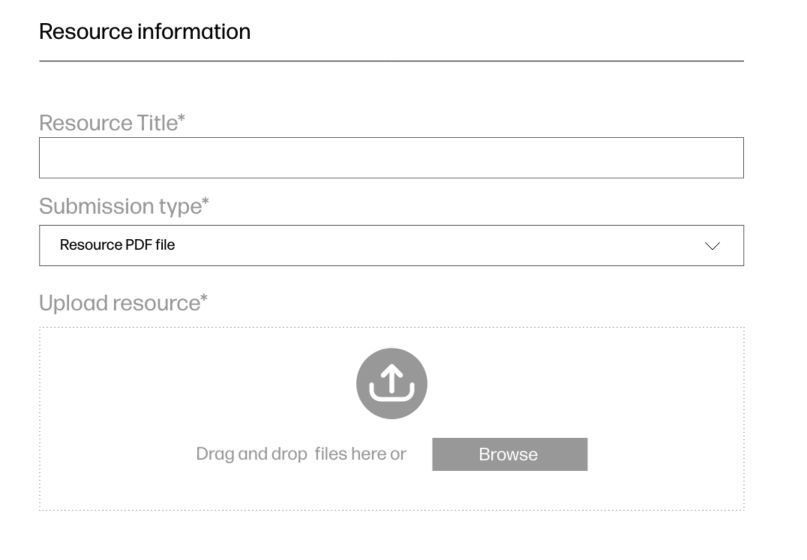 Resource information
Resource Title*
Submission type*
Resource PDF file
Upload resource*
Drag and drop files here or Browse